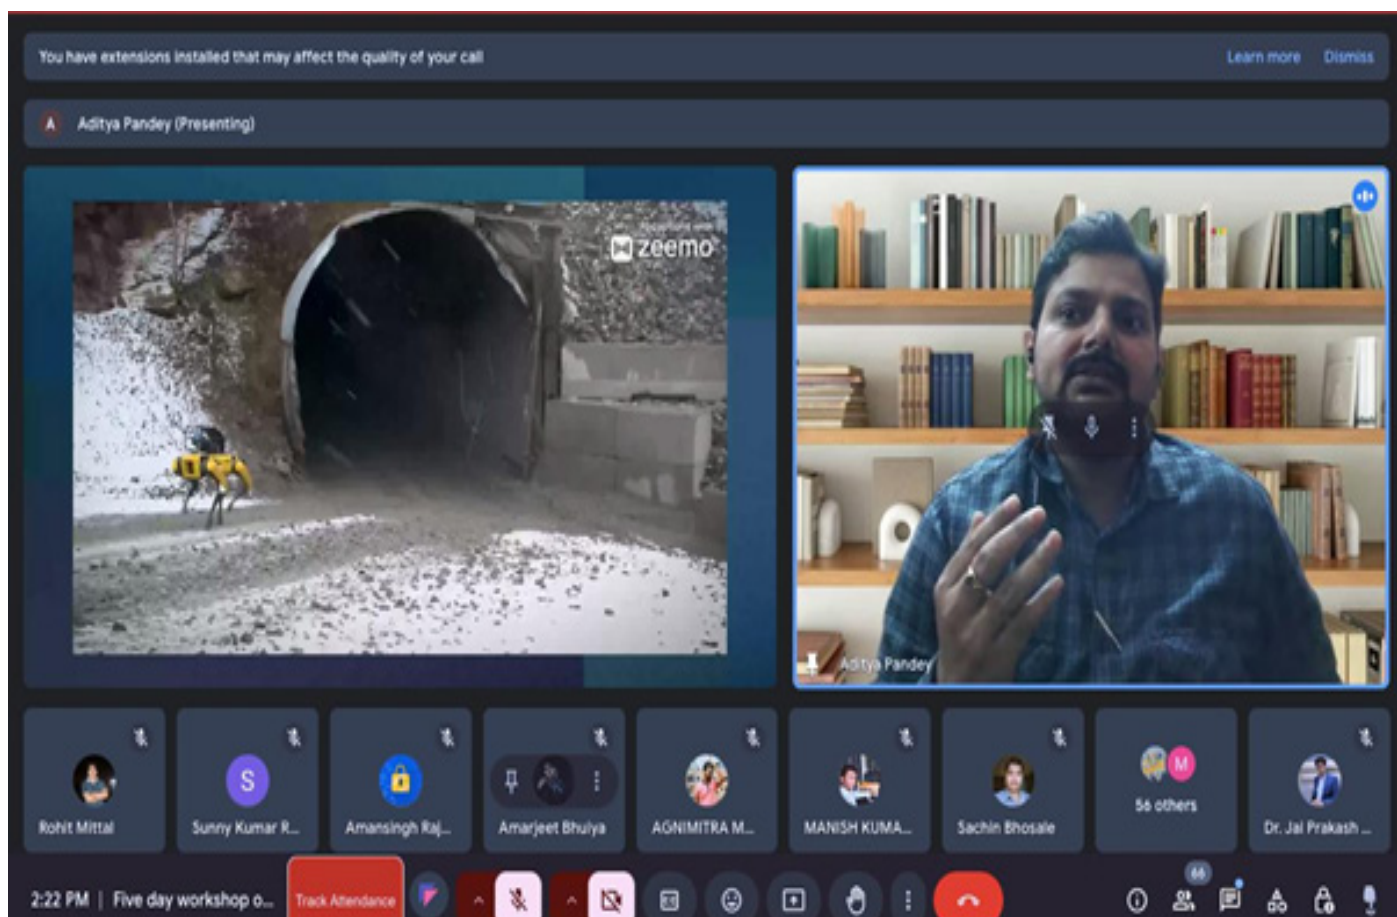 You have extensions installed that may affect the quality of your call
Learn more
Dismiss
A
Aditya Pandey (Presenting)
zeemo
Aditya Pandey
Rohit Mittal
S
Sunny Kumar R...
Amansingh Raj...
Amarjeet Bhuiya
AGNIMITRA M...
MANISH KUMA...
Sachin Bhosale
M
56 others
Dr. Jai Prakash ...
2:22 PM | Five day workshop o...
Track Attendance
66